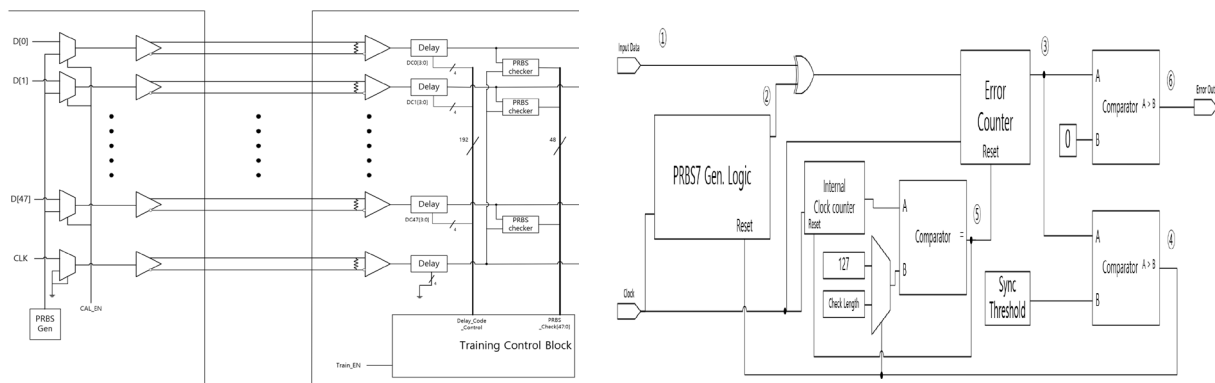 D[0]
Delay
DC0(3:0)
4
PRBS
checker
D[1]
Delay
DC1(3:0)
4
PRBS
checker
192
48
D[47]
Delay
DC47(3:0)
4
PRBS
checker
CLK
Delay
4
PRBS
Gen
CAL_EN
Delay_Code
_Control
PRBS
_Check(47:0)
Training Control Block
Train_EN
Input Data
①
②
③
Error
Counter
Reset
A
Comparator A > B
B
0
⑥
Error Out
PRBS7 Gen. Logic
Reset
Internal
Clock counter
Reset
A
Comparator =
B
⑤
127
Check Length
Clock
Sync
Threshold
A
Comparator A > B
B
④